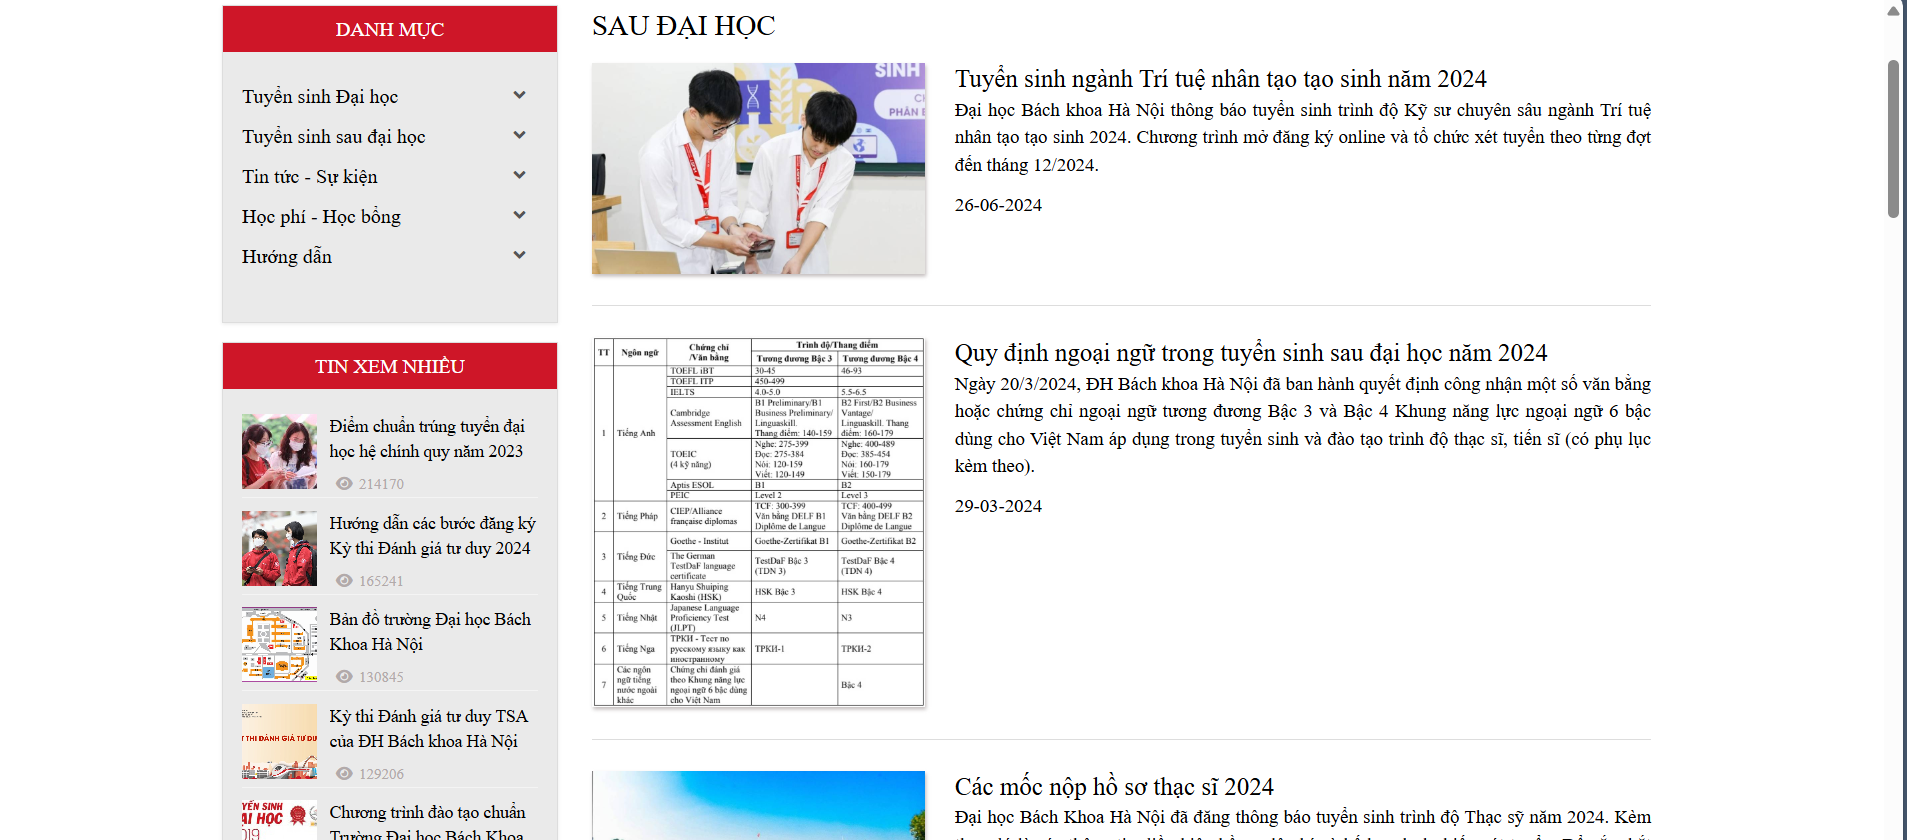 DANH MỤC
Tuyển sinh Đại học
Tuyển sinh sau đại học
Tin tức - Sự kiện
Học phí - Học bổng
Hướng dẫn
TIN XEM NHIỀU
Điểm chuẩn trúng tuyển đại
học hệ chính quy năm 2023
214170
Hướng dẫn các bước đăng ký
Kỳ thi Đánh giá tư duy 2024
165241
Bản đồ trường Đại học Bách
Khoa Hà Nội
130845
THI ĐÁNH GIÁ TƯ DU
Kỳ thi Đánh giá tư duy TSA
của ĐH Bách khoa Hà Nội
129206
YỂN SINH
ẠI HỌC
019
Chương trình đào tạo chuẩn
Trường Đại học Bách Khoa
SAU ĐẠI HỌC
SINH
PHÂN
Tuyển sinh ngành Trí tuệ nhân tạo tạo sinh năm 2024
Đại học Bách khoa Hà Nội thông báo tuyển sinh trình độ Kỹ sư chuyên sâu ngành Trí tuệ
nhân tạo tạo sinh 2024. Chương trình mở đăng ký online và tổ chức xét tuyển theo từng đợt
đến tháng 12/2024.
26-06-2024
TT Ngôn ngữ Chứng chỉ /Văn bằng Trình độ/Thang điểm
Tương đương Bậc 3 Tương đương Bậc 4
1 Tiếng Anh
TOEFL iBT 30-45 46-93
TOEFL ITP 450-499
IELTS 4.0-5.0 5.5-6.5
Cambridge Assessment English
B1 Preliminary/B1 Business Preliminary/ Linguaskill. Thang điểm: 140-159
B2 First/B2 Business Vantage/ Linguaskill. Thang điểm: 160-179
TOEIC (4 kỹ năng)
Nghe: 275-399 Nghe: 400-489
Đọc: 275-384 Đọc: 385-454
Nói: 120-159 Nói: 160-179
Viết: 120-149 Viết: 150-179
Aptis ESOL B1 B2
PEIC Level 2 Level 3
2 Tiếng Pháp CIEP/Alliance française diplomas
TCF: 300-399 Văn bằng DELF B1 Diplôme de Langue
TCF: 400-499 Văn bằng DELF B2 Diplôme de Langue
3 Tiếng Đức
Goethe - Institut Goethe-Zertifikat B1 Goethe-Zertifikat B2
The German TestDaF language certificate TestDaF Bậc 3 (TDN 3) TestDaF Bậc 4 (TDN 4)
4 Tiếng Trung Quốc Hanyu Shuiping Kaoshi (HSK) HSK Bậc 3 HSK Bậc 4
5 Tiếng Nhật Japanese Language Proficiency Test (JLPT) N4 N3
6 Tiếng Nga ТРКИ - Тест по русскому языку как иностранному ТРКИ-1 ТРКИ-2
7 Các ngôn ngữ tiếng nước ngoài khác Chứng chỉ đánh giá theo Khung năng lực ngoại ngữ 6 bậc dùng cho Việt Nam Bậc 4
Quy định ngoại ngữ trong tuyển sinh sau đại học năm 2024
Ngày 20/3/2024, ĐH Bách khoa Hà Nội đã ban hành quyết định công nhận một số văn bằng
hoặc chứng chỉ ngoại ngữ tương đương Bậc 3 và Bậc 4 Khung năng lực ngoại ngữ 6 bậc
dùng cho Việt Nam áp dụng trong tuyển sinh và đào tạo trình độ thạc sĩ, tiến sĩ (có phụ lục
kèm theo).
29-03-2024
Các mốc nộp hồ sơ thạc sĩ 2024
Đại học Bách Khoa Hà Nội đã đăng thông báo tuyển sinh trình độ Thạc sỹ năm 2024. Kèm